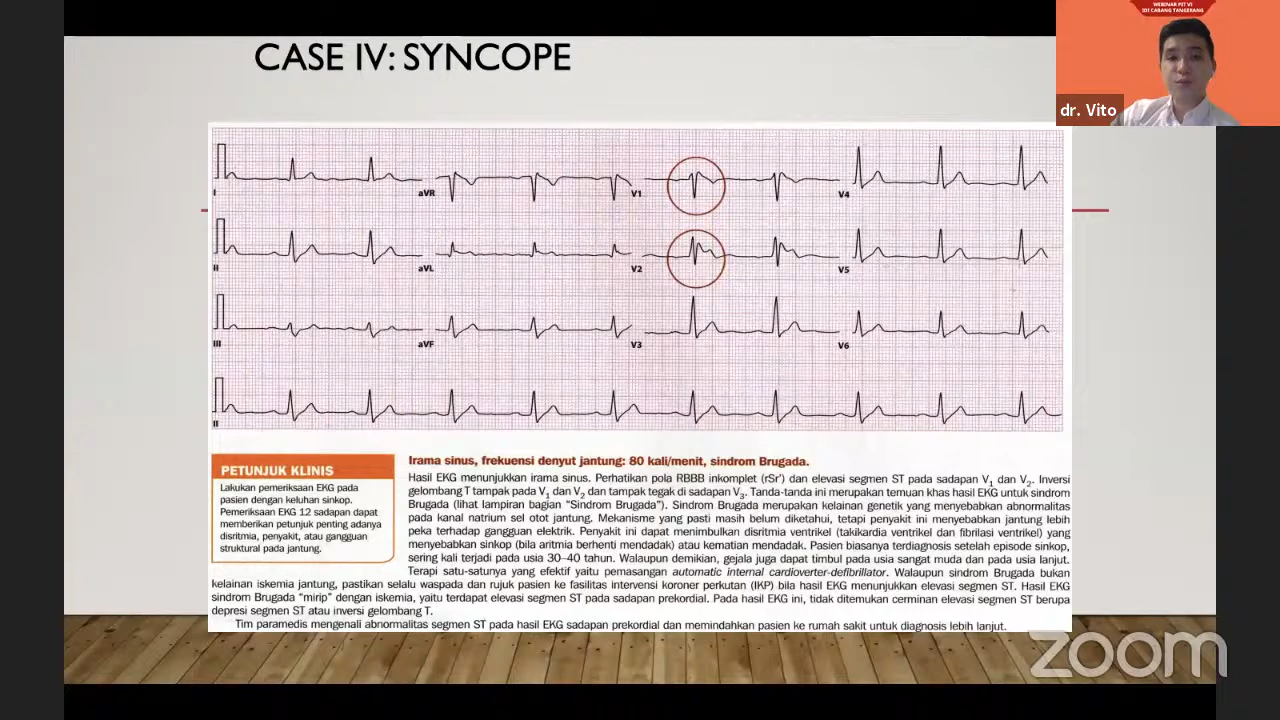 WEBINAR PIT VI
IDI CABANG TANGERANG
dr. Vito
CASE IV: SYNCOPE
I
aVR
V1
V4
II
aVL
V2
V5
III
aVF
V3
V6
II
PETUNJUK KLINIS
Lakukan pemeriksaan EKG pada
pasien dengan keluhan sinkop.
Pemeriksaan EKG 12 sadapan dapat
memberikan petunjuk penting adanya
disritmia, penyakit, atau gangguan
struktural pada jantung.
Irama sinus, frekuensi denyut jantung: 80 kali/menit, sindrom Brugada.
Hasil EKG menunjukkan irama sinus. Perhatikan pola RBBB inkomplet (rSr′) dan elevasi segmen ST pada sadapan V1 dan V2. Inversi
gelombang T tampak pada V1 dan V2 dan tampak tegak di sadapan V3. Tanda-tanda ini merupakan temuan khas hasil EKG untuk sindrom
Brugada (lihat lampiran bagian “Sindrom Brugada”). Sindrom Brugada merupakan kelainan genetik yang menyebabkan abnormalitas
pada kanal natrium sel otot jantung. Mekanisme yang pasti masih belum diketahui, tetapi penyakit ini menyebabkan jantung lebih
peka terhadap gangguan elektrik. Penyakit ini dapat menimbulkan disritmia ventrikel (takikardia ventrikel dan fibrilasi ventrikel) yang
menyebabkan sinkop (bila aritmia berhenti mendadak) atau kematian mendadak. Pasien biasanya terdiagnosis setelah episode sinkop,
sering kali terjadi pada usia 30–40 tahun. Walaupun demikian, gejala juga dapat timbul pada usia sangat muda dan pada usia lanjut.
Terapi satu-satunya yang efektif yaitu pemasangan automatic internal cardioverter-defibrillator. Walaupun sindrom Brugada bukan
kelainan iskemia jantung, pastikan selalu waspada dan rujuk pasien ke fasilitas intervensi koroner perkutan (IKP) bila hasil EKG menunjukkan elevasi segmen ST. Hasil EKG
sindrom Brugada “mirip” dengan iskemia, yaitu terdapat elevasi segmen ST pada sadapan prekordial. Pada hasil EKG ini, tidak ditemukan cerminan elevasi segmen ST berupa
depresi segmen ST atau inversi gelombang T.
Tim paramedis mengenali abnormalitas segmen ST pada hasil EKG sadapan prekordial dan memindahkan pasien ke rumah sakit untuk diagnosis lebih lanjut.
zoom